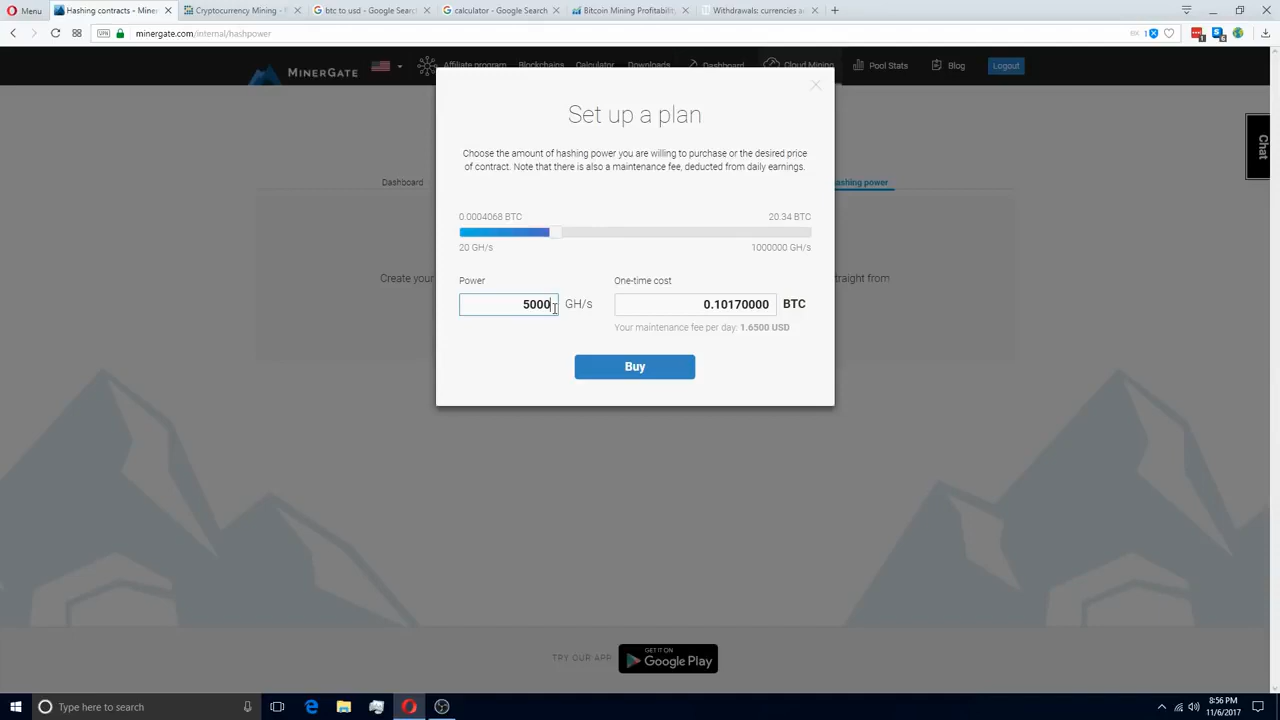 Menu
Hashing contracts - Miner
Cryptocurrency Mining -
btc to usd - Google Search
calculator - Google Search
Bitcoin Mining Profitability
Withdrawals: currencies a
VPN
minergate.com/internal/hashpower
1
MINERGATE
Affiliate program
Blockchains
Calculator
Downloads
Dashboard
Cloud Mining
Pool Stats
Blog
Logout
Set up a plan
Choose the amount of hashing power you are willing to purchase or the desired price
of contract. Note that there is also a maintenance fee, deducted from daily earnings.
Chat
Dashboard
ashing power
0.0004068 BTC
20.34 BTC
20 GH/s
1000000 GH/s
Create your
straight from
Power
One-time cost
5000
GH/s
0.10170000
BTC
Your maintenance fee per day: 1.6500 USD
Buy
TRY OUR APP
GET IT ON
Google Play
Type here to search
8:56 PM
11/6/2017